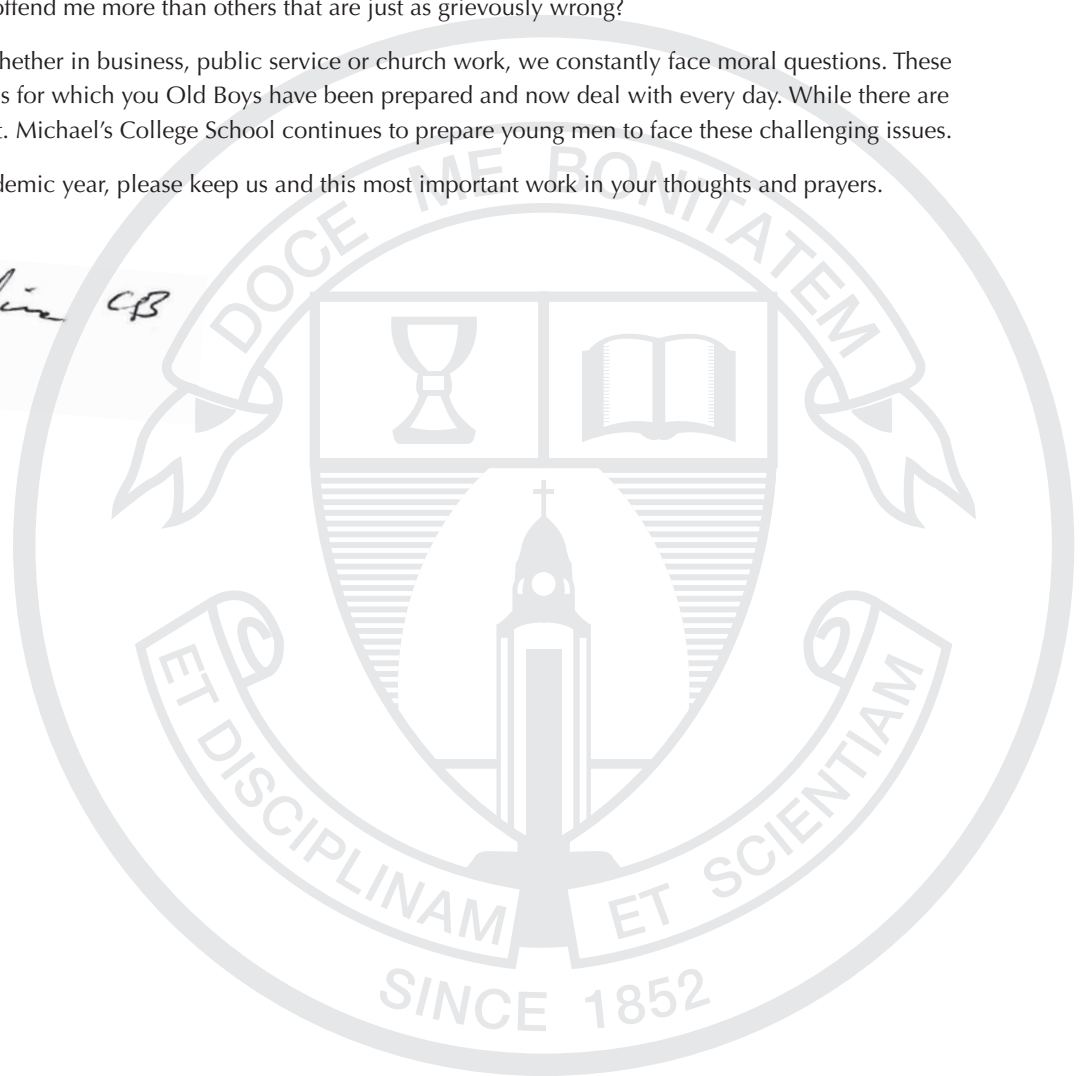 offend me more than others that are just as grievously wrong?
hether in business, public service or church work, we constantly face moral questions. These
s for which you Old Boys have been prepared and now deal with every day. While there are
t. Michael’s College School continues to prepare young men to face these challenging issues.
demic year, please keep us and this most important work in your thoughts and prayers.
CSB
DOCE ME BONITATEM
ET DISCIPLINAM ET SCIENTIAM
SINCE 1852